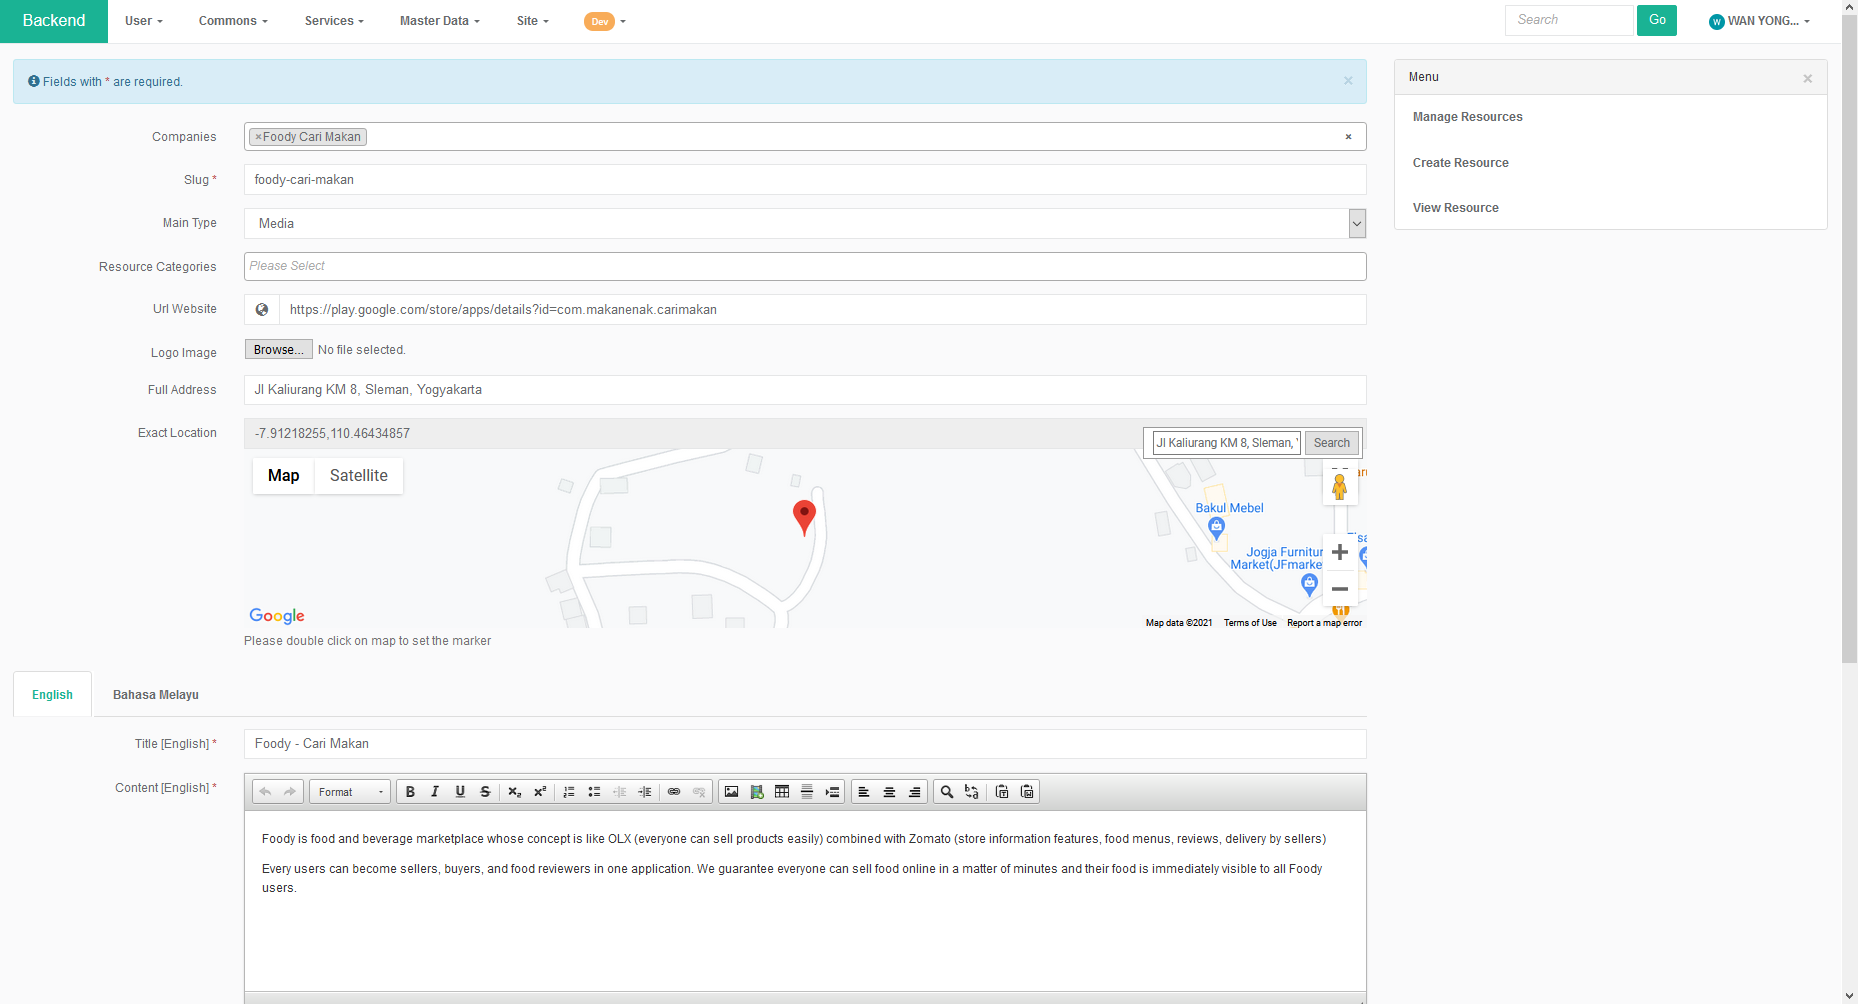 Backend User Commons Services Master Data Site Dev Search Go W WAN YONG...
Fields with * are required. ×
Menu ×
Manage Resources
Create Resource
View Resource
Companies ×Foody Cari Makan ×
Slug * foody-cari-makan
Main Type Media
Resource Categories Please Select
Url Website https://play.google.com/store/apps/details?id=com.makanenak.carimakan
Logo Image Browse... No file selected.
Full Address Jl Kaliurang KM 8, Sleman, Yogyakarta
Exact Location -7.91218255,110.46434857
Jl Kaliurang KM 8, Sleman, Search
Map Satellite
Bakul Mebel
Jogja Furnitur
Market(JFmarke
Google
Map data ©2021 Terms of Use Report a map error
Please double click on map to set the marker
English Bahasa Melayu
Title [English] * Foody - Cari Makan
Content [English] * Format B I U S x₂ x²
Foody is food and beverage marketplace whose concept is like OLX (everyone can sell products easily) combined with Zomato (store information features, food menus, reviews, delivery by sellers)
Every users can become sellers, buyers, and food reviewers in one application. We guarantee everyone can sell food online in a matter of minutes and their food is immediately visible to all Foody
users.